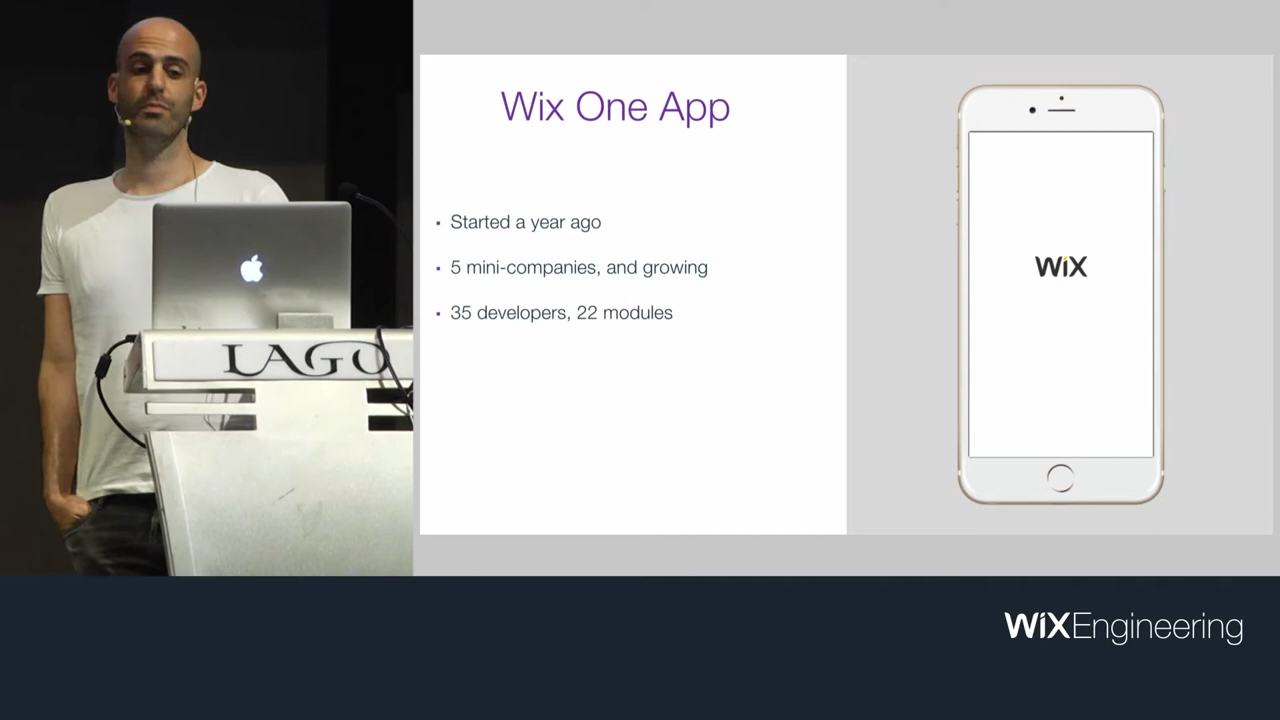 Wix One App
Started a year ago
5 mini-companies, and growing
35 developers, 22 modules
WiX
LAGO
WiXEngineering